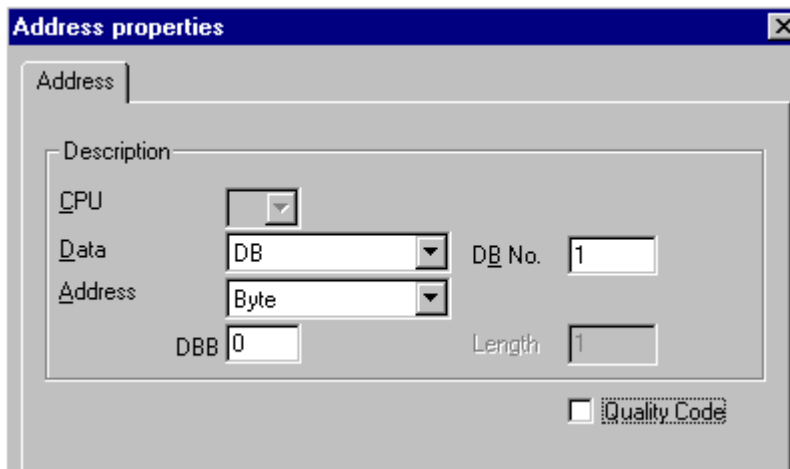 Address properties
Address
Description
CPU
Data DB DB No. 1
Address Byte
DBB 0 Length 1
Quality Code